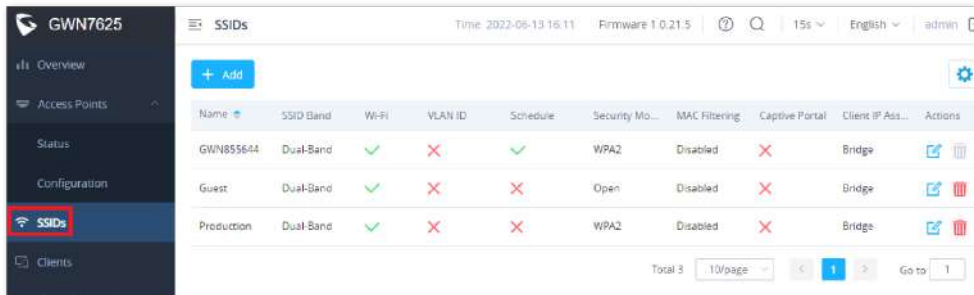 GWN7625
SSIDs
Time 2022-06-13 16:11 Firmware 1.0.21.5 15s English admin
Overview
Add
Access Points
Name SSID Band Wi-Fi VLAN ID Schedule Security Mo... MAC Filtering Captive Portal Client IP Ass... Actions
Status
GWN855644 Dual-Band WPA2 Disabled Bridge
Configuration
Guest Dual-Band Open Disabled Bridge
SSIDs
Production Dual-Band WPA2 Disabled Bridge
Clients
Total 3 10/page 1 Go to 1